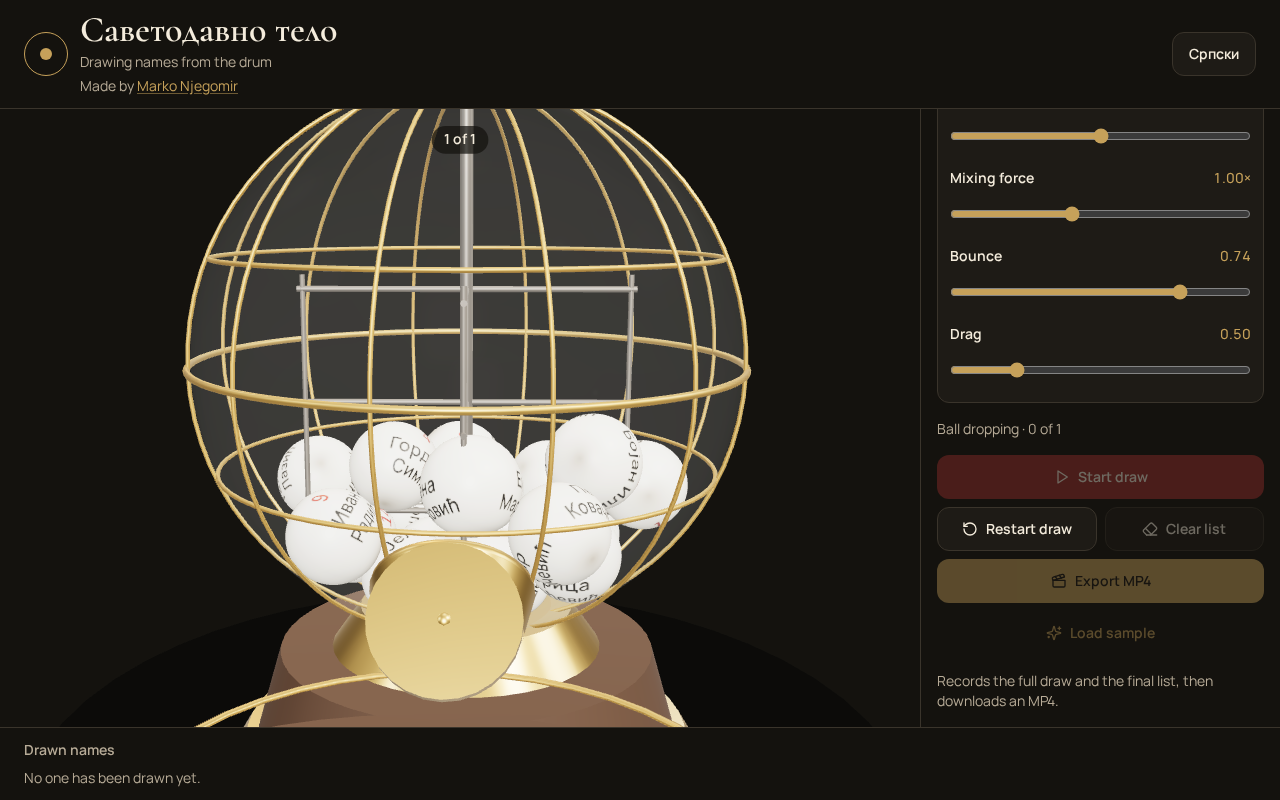 Саветодавно тело
Drawing names from the drum
Made by Marko Njegomir
Српски
1 of 1
Mixing force
1.00×
Bounce
0.74
Drag
0.50
Ball dropping · 0 of 1
Start draw
Restart draw
Clear list
Export MP4
Load sample
Records the full draw and the final list, then
downloads an MP4.
Drawn names
No one has been drawn yet.